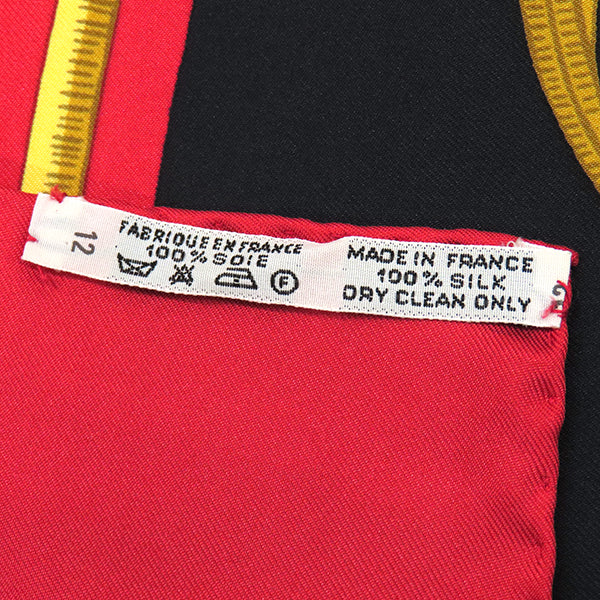 12
FABRIQUE EN FRANCE
100% SOIE
F
MADE IN FRANCE
100% SILK
DRY CLEAN ONLY